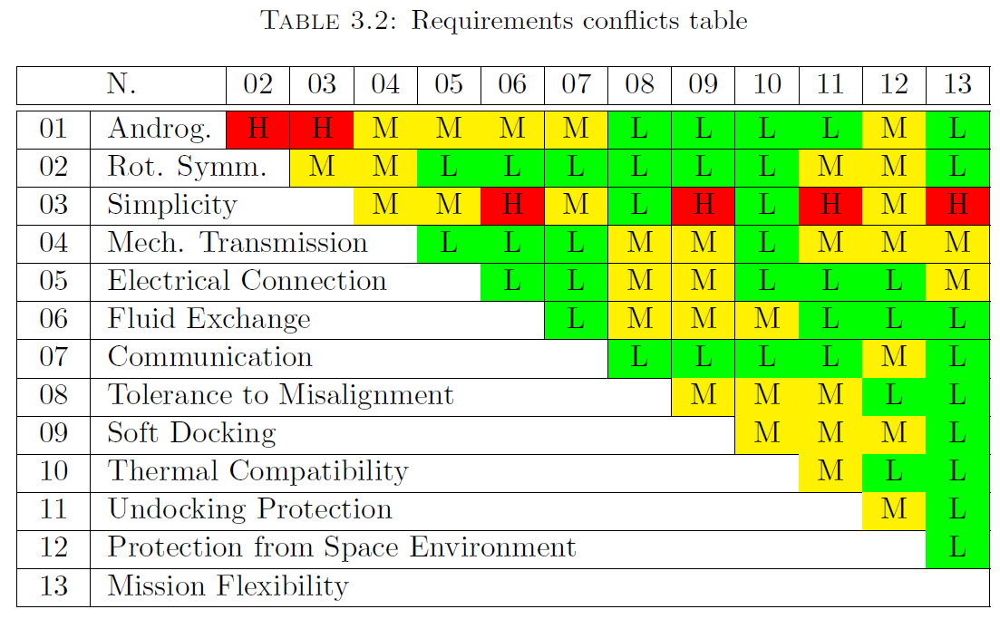 TABLE 3.2: Requirements conflicts table
N. 02 03 04 05 06 07 08 09 10 11 12 13
01 Androg. H H M M M M L L L L M L
02 Rot. Symm. M M L L L L L L M M L
03 Simplicity M M H M L H L H M H
04 Mech. Transmission L L L M M L M M M
05 Electrical Connection L L M M L L L M
06 Fluid Exchange L M M M L L L
07 Communication L L L L M L
08 Tolerance to Misalignment M M M L L
09 Soft Docking M M M L
10 Thermal Compatibility M L L
11 Undocking Protection M L
12 Protection from Space Environment L
13 Mission Flexibility